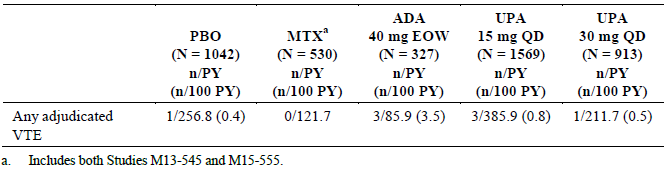 PBO MTXa ADA UPA UPA
(N = 1042) (N = 530) 40 mg EOW 15 mg QD 30 mg QD
n/PY n/PY (N = 327) (N = 1569) (N = 913)
(n/100 PY) (n/100 PY) n/PY n/PY n/PY
(n/100 PY) (n/100 PY) (n/100 PY)
Any adjudicated VTE 1/256.8 (0.4) 0/121.7 3/85.9 (3.5) 3/385.9 (0.8) 1/211.7 (0.5)
a. Includes both Studies M13-545 and M15-555.